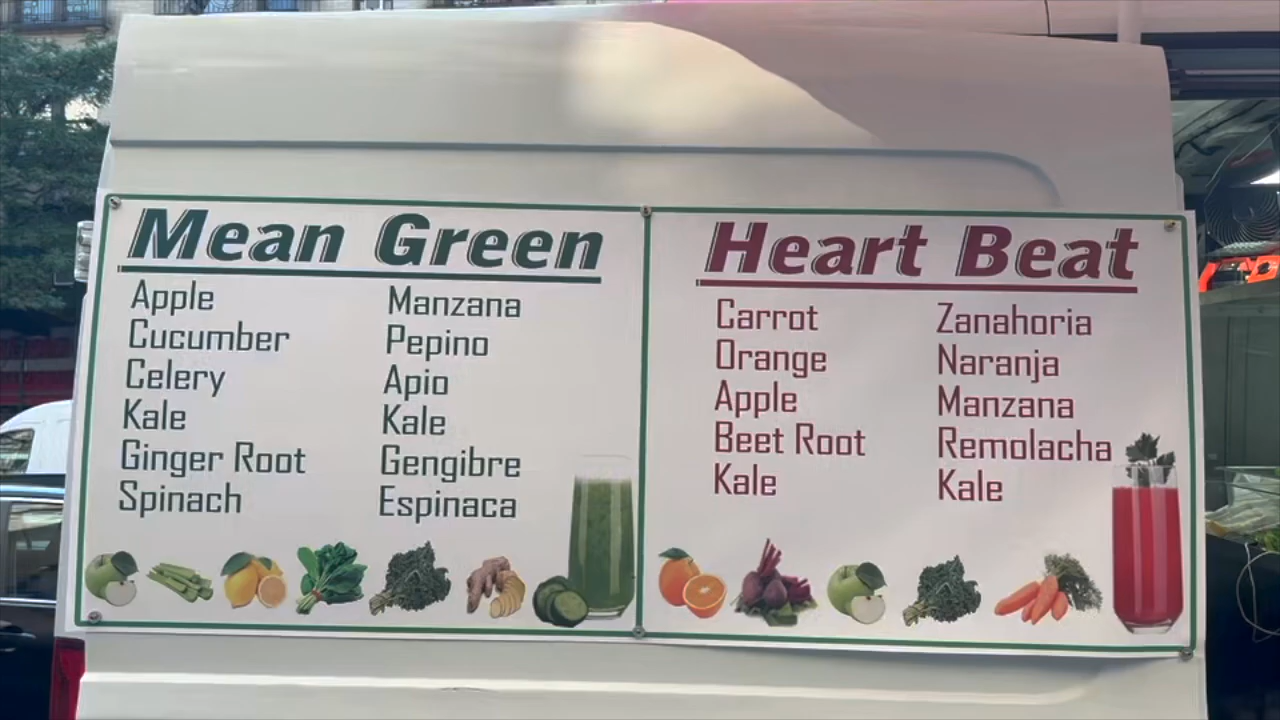 Mean Green
Apple
Cucumber
Celery
Kale
Ginger Root
Spinach
Manzana
Pepino
Apio
Kale
Gengibre
Espinaca
Heart Beat
Carrot
Orange
Apple
Beet Root
Kale
Zanahoria
Naranja
Manzana
Remolacha
Kale